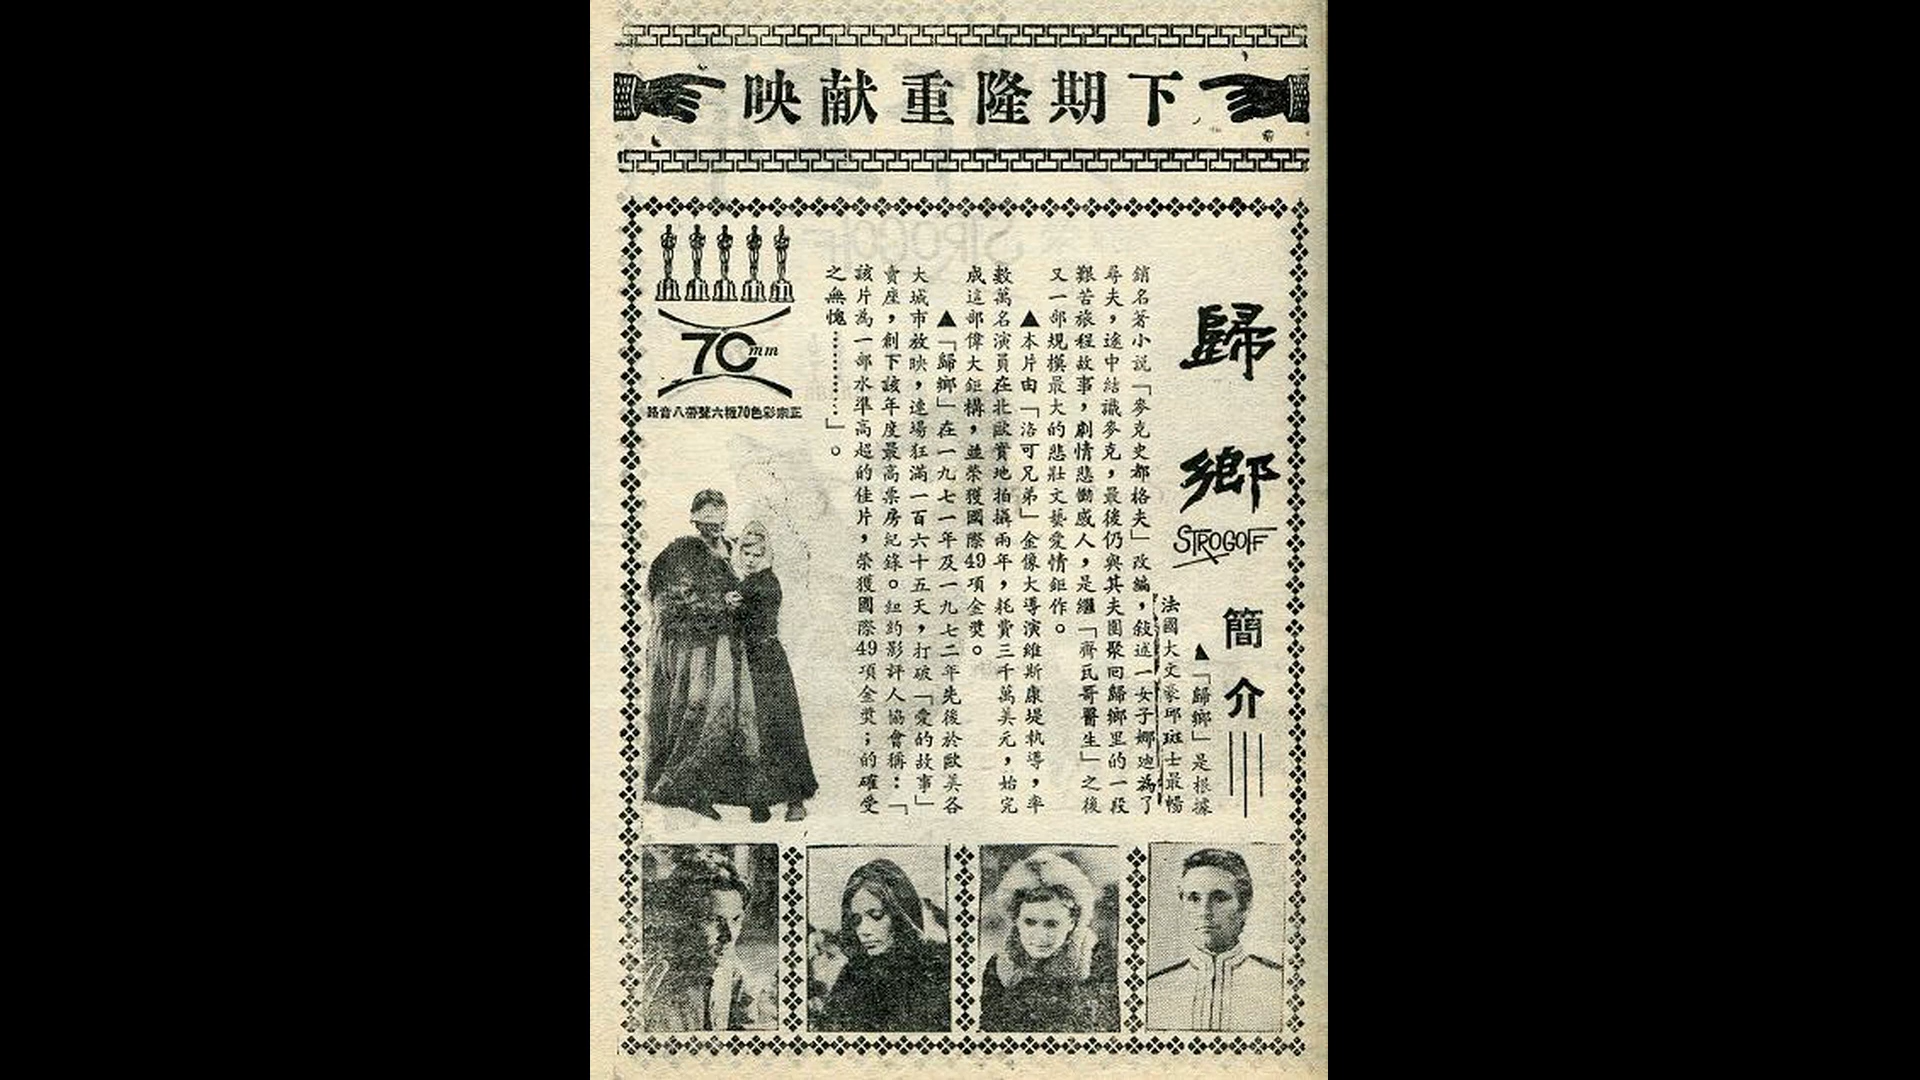 下期隆重献映
歸鄉
STROGOFF
簡介
▲「歸鄉」是根據
法國大文豪邱斑士最暢
銷名著小説「麥克史都格夫」改編，敍述一女子娜迪為了
尋夫，途中結識麥克，最後仍與其夫團聚回歸鄉里的一段
艱苦旅程故事，劇情悲慟感人，是繼「齊瓦哥醫生」之後
又一部規模最大的悲壯文藝愛情鉅作。
▲本片由「洛可兄弟」金像大導演維斯康堤執導，率
數萬名演員在北歐實地拍攝兩年，耗費三千萬美元，始完
成這部偉大鉅構，並榮獲國際49項金獎。
▲「歸鄉」在一九七一年及一九七二年先後於歐美各
大城市放映，連場狂滿一百六十五天，打破「愛的故事」
賣座，創下該年度最高票房紀錄。紐約影評人協會稱：「
該片為一部水準高超的佳片，榮獲國際49項金獎；的確受
之無愧…………」。
70mm
正宗彩色70糎六聲帶八音路